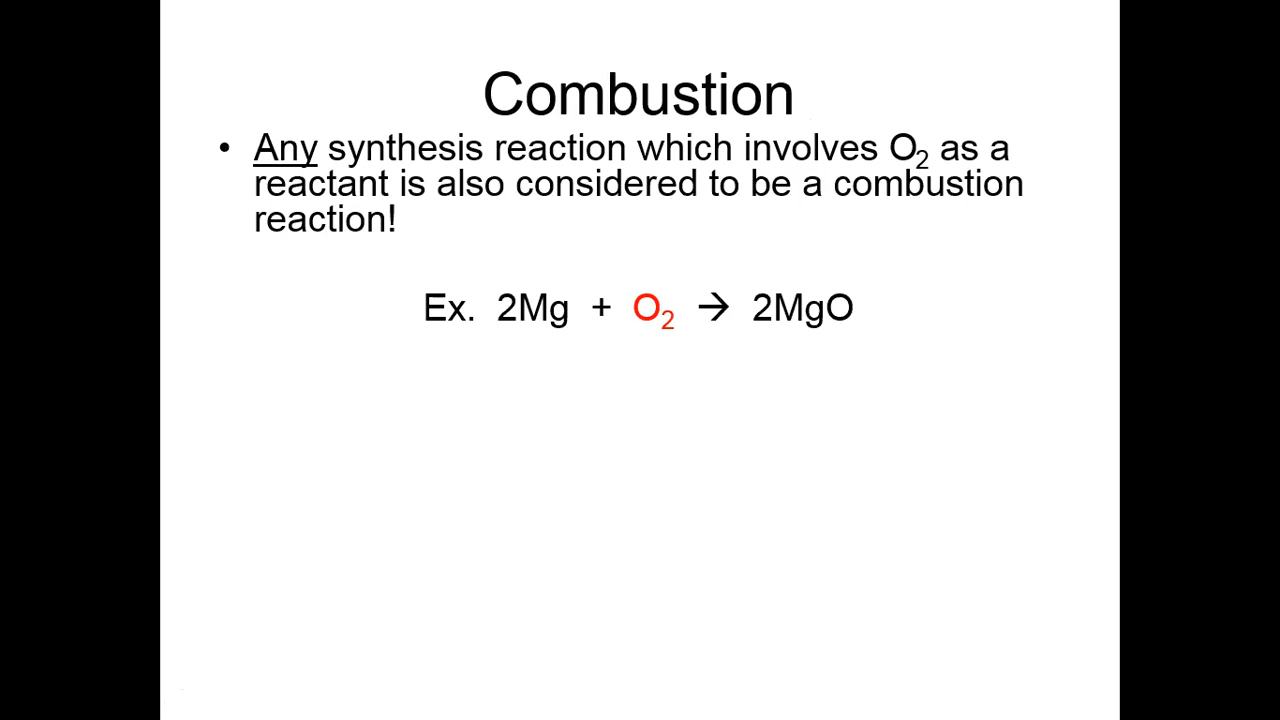 Combustion
• Any synthesis reaction which involves O₂ as a
reactant is also considered to be a combustion
reaction!
Ex. 2Mg + O₂ → 2MgO